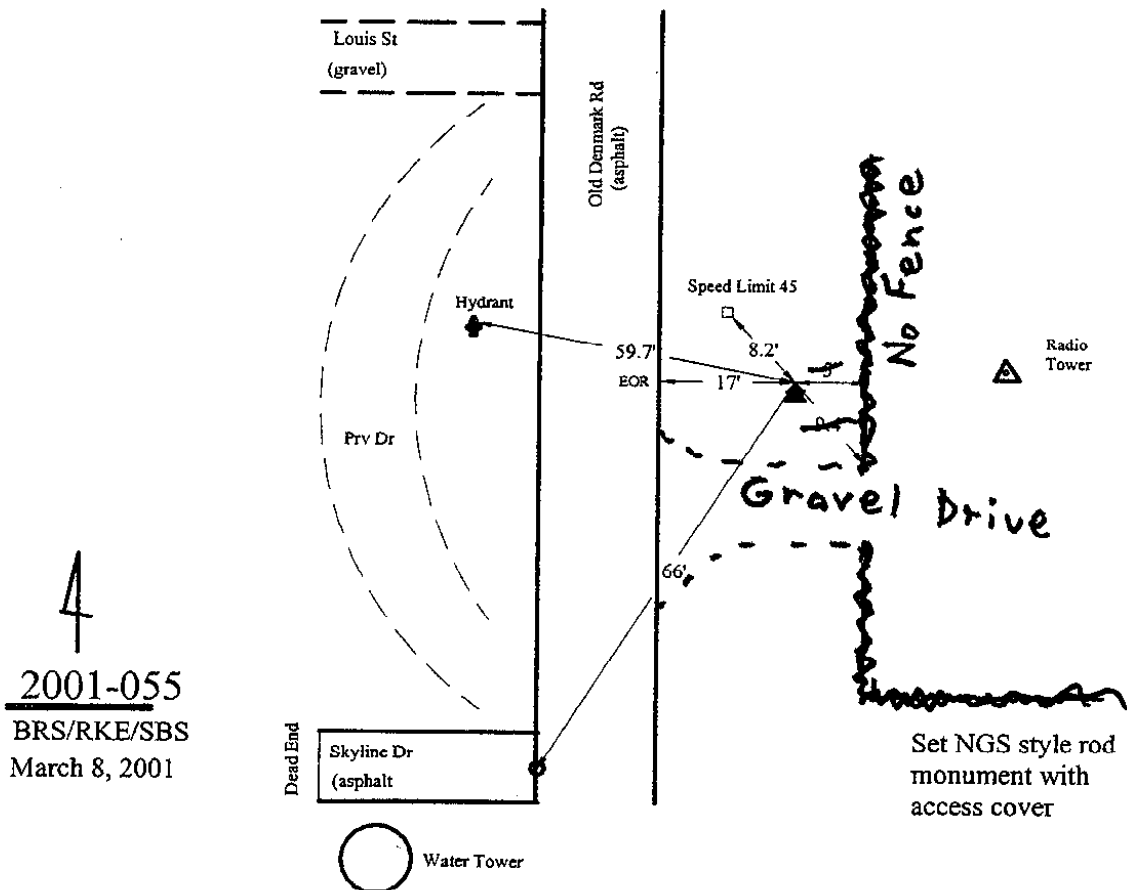 Louis St
(gravel)
Old Denmark Rd
(asphalt)
No Fence
Speed Limit 45
Hydrant
59.7'
8.2'
Radio
Tower
EOR
17'
Prv Dr
Gravel Drive
66'
2001-055
BRS/RKE/SBS
March 8, 2001
Dead End
Skyline Dr
(asphalt
Set NGS style rod
monument with
access cover
Water Tower